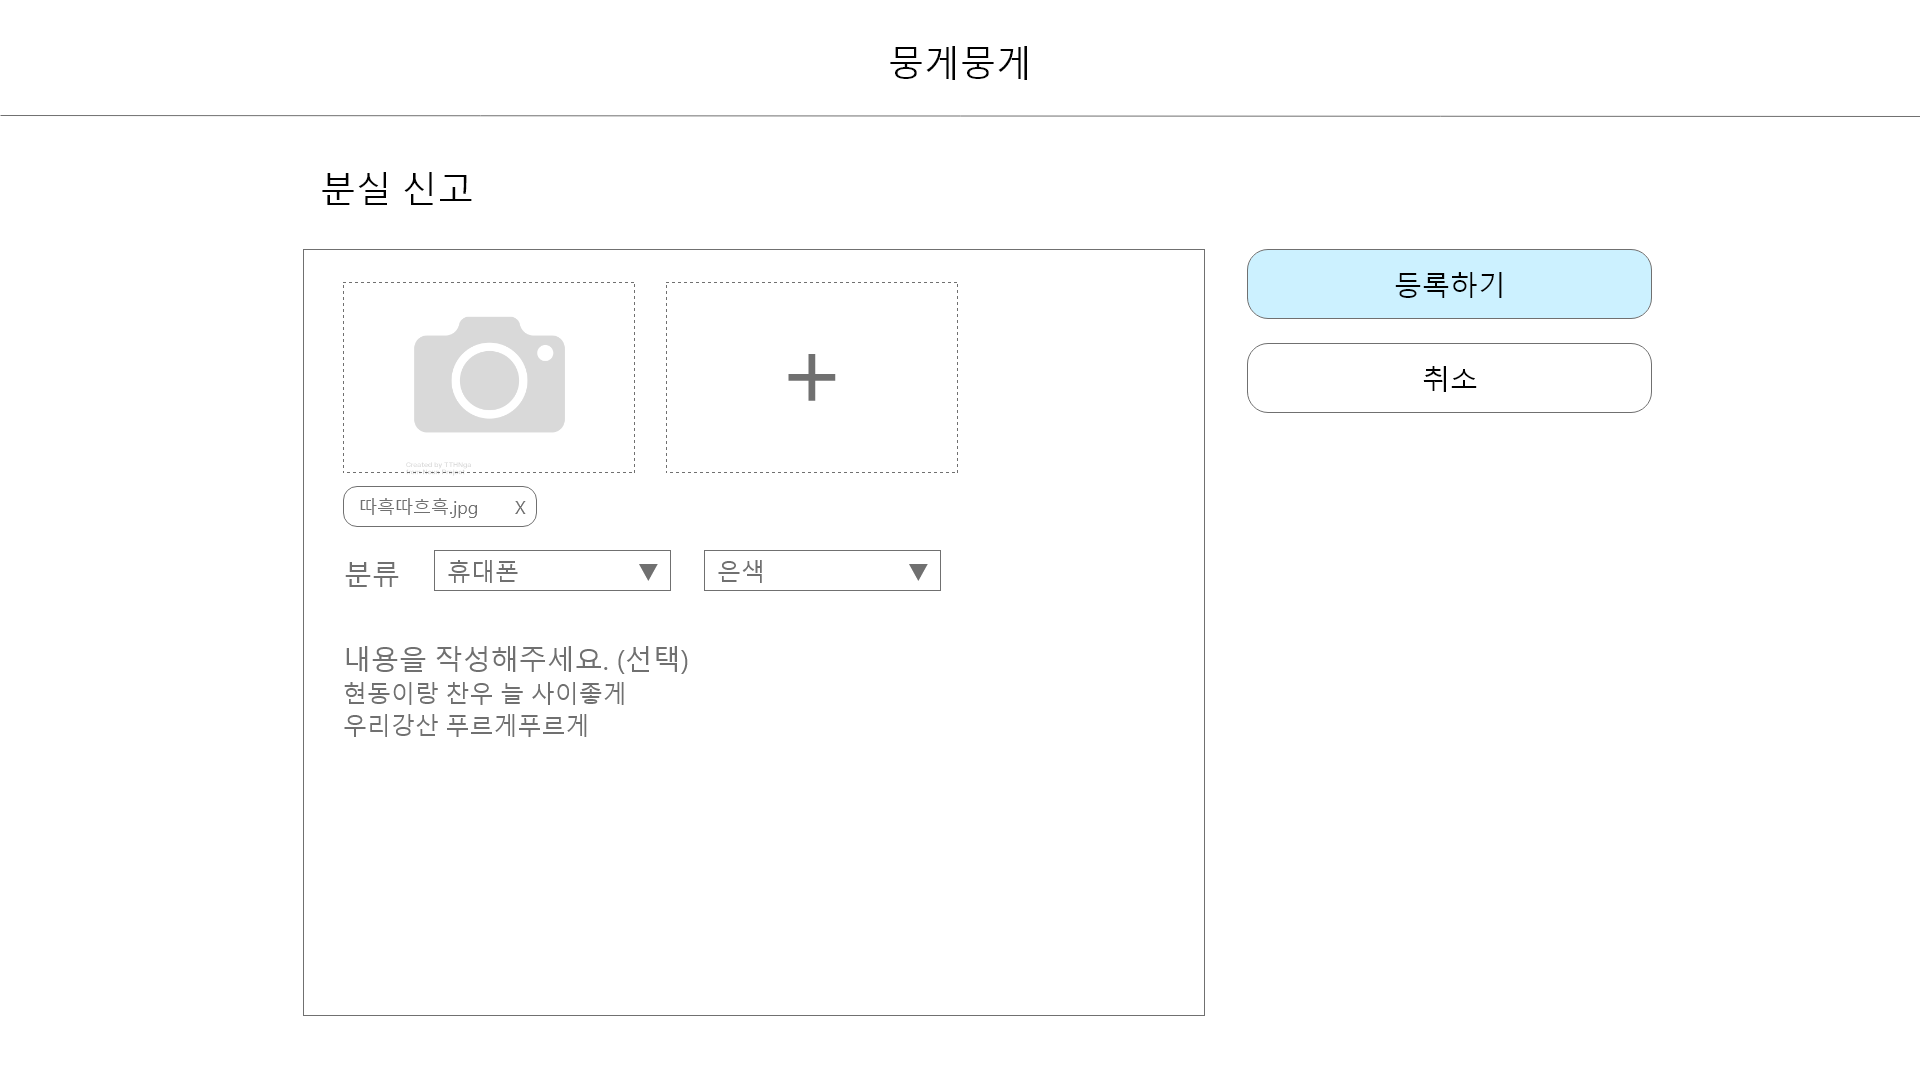 뭉게뭉게
분실 신고
등록하기
취소
Created by TTHNga
따흑따흐흑.jpg X
분류 휴대폰 ▼ 은색 ▼
내용을 작성해주세요. (선택)
현동이랑 찬우 늘 사이좋게
우리강산 푸르게푸르게